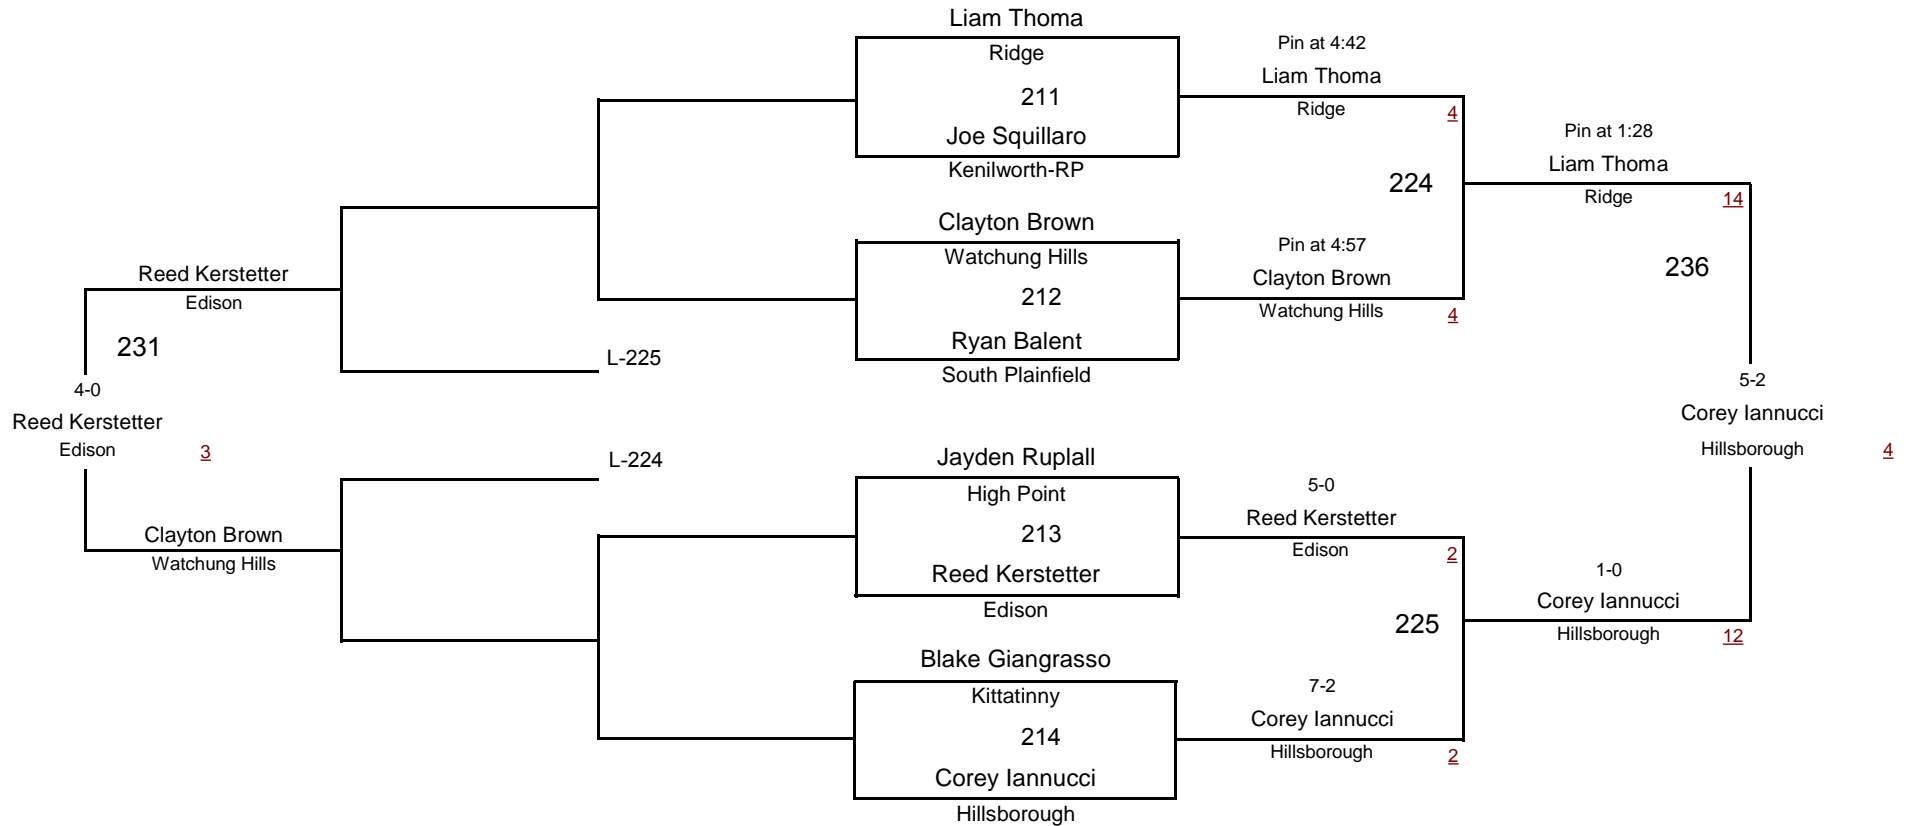 Liam Thoma
Ridge
211
Joe Squillaro
Kenilworth-RP
Clayton Brown
Watchung Hills
212
Ryan Balent
South Plainfield
Jayden Ruplall
High Point
213
Reed Kerstetter
Edison
Blake Giangrasso
Kittatinny
214
Corey Iannucci
Hillsborough
Pin at 4:42
Liam Thoma
Ridge
4
224
Pin at 4:57
Clayton Brown
Watchung Hills
4
5-0
Reed Kerstetter
Edison
2
225
7-2
Corey Iannucci
Hillsborough
2
Pin at 1:28
Liam Thoma
Ridge
14
236
1-0
Corey Iannucci
Hillsborough
12
5-2
Corey Iannucci
Hillsborough
4
L-225
L-224
Reed Kerstetter
Edison
231
Clayton Brown
Watchung Hills
4-0
Reed Kerstetter
Edison
3